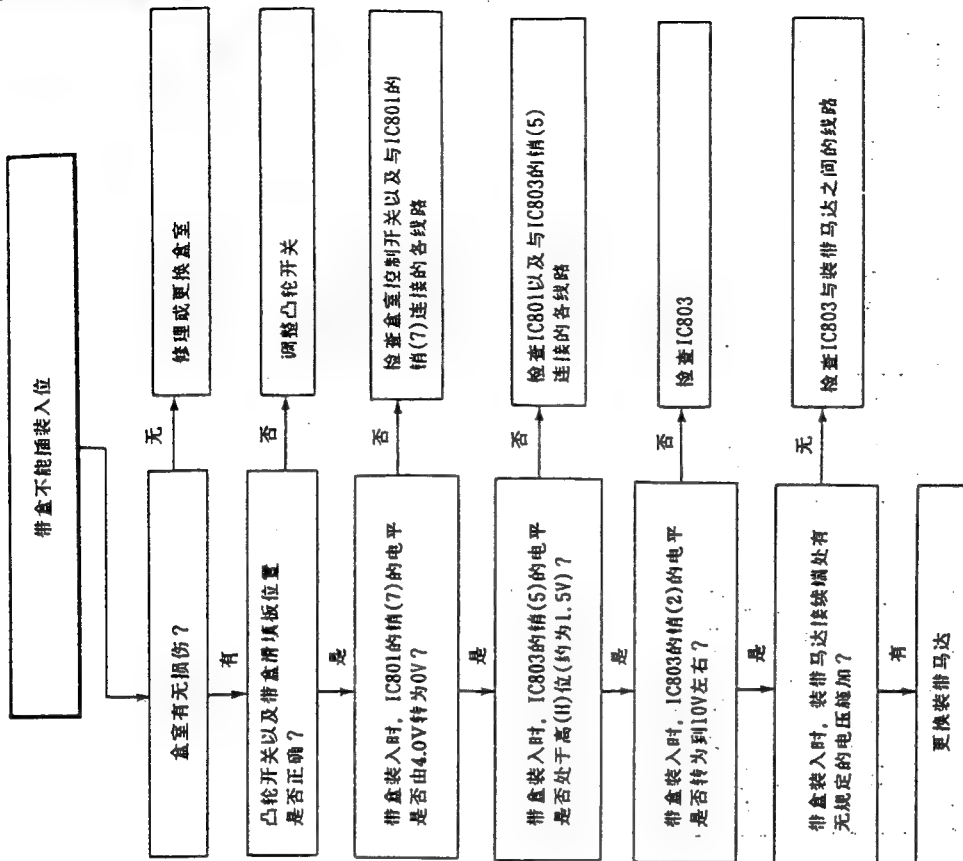 带盒不能插装入位
盒室有无损伤?
无
修理或更换盒室
有
凸轮开关以及带盒滑填板位置
是否正确?
否
调整凸轮开关
是
带盒装入时, IC801的销(7)的电平
是否由4.0V转为0V?
否
检查盒室控制开关以及与IC801的
销(7)连接的各线路
是
带盒装入时, IC803的销(5)的电平
是否处于高(H)位(约为1.5V)?
否
检查IC801以及与IC803的销(5)
连接的各线路
是
带盒装入时, IC803的销(2)的电平
是否转为到10V左右?
否
检查IC803
是
带盒装入时, 装带马达接续端处有
无规定的电压施加?
无
检查IC803与装带马达之间的线路
有
更换装带马达